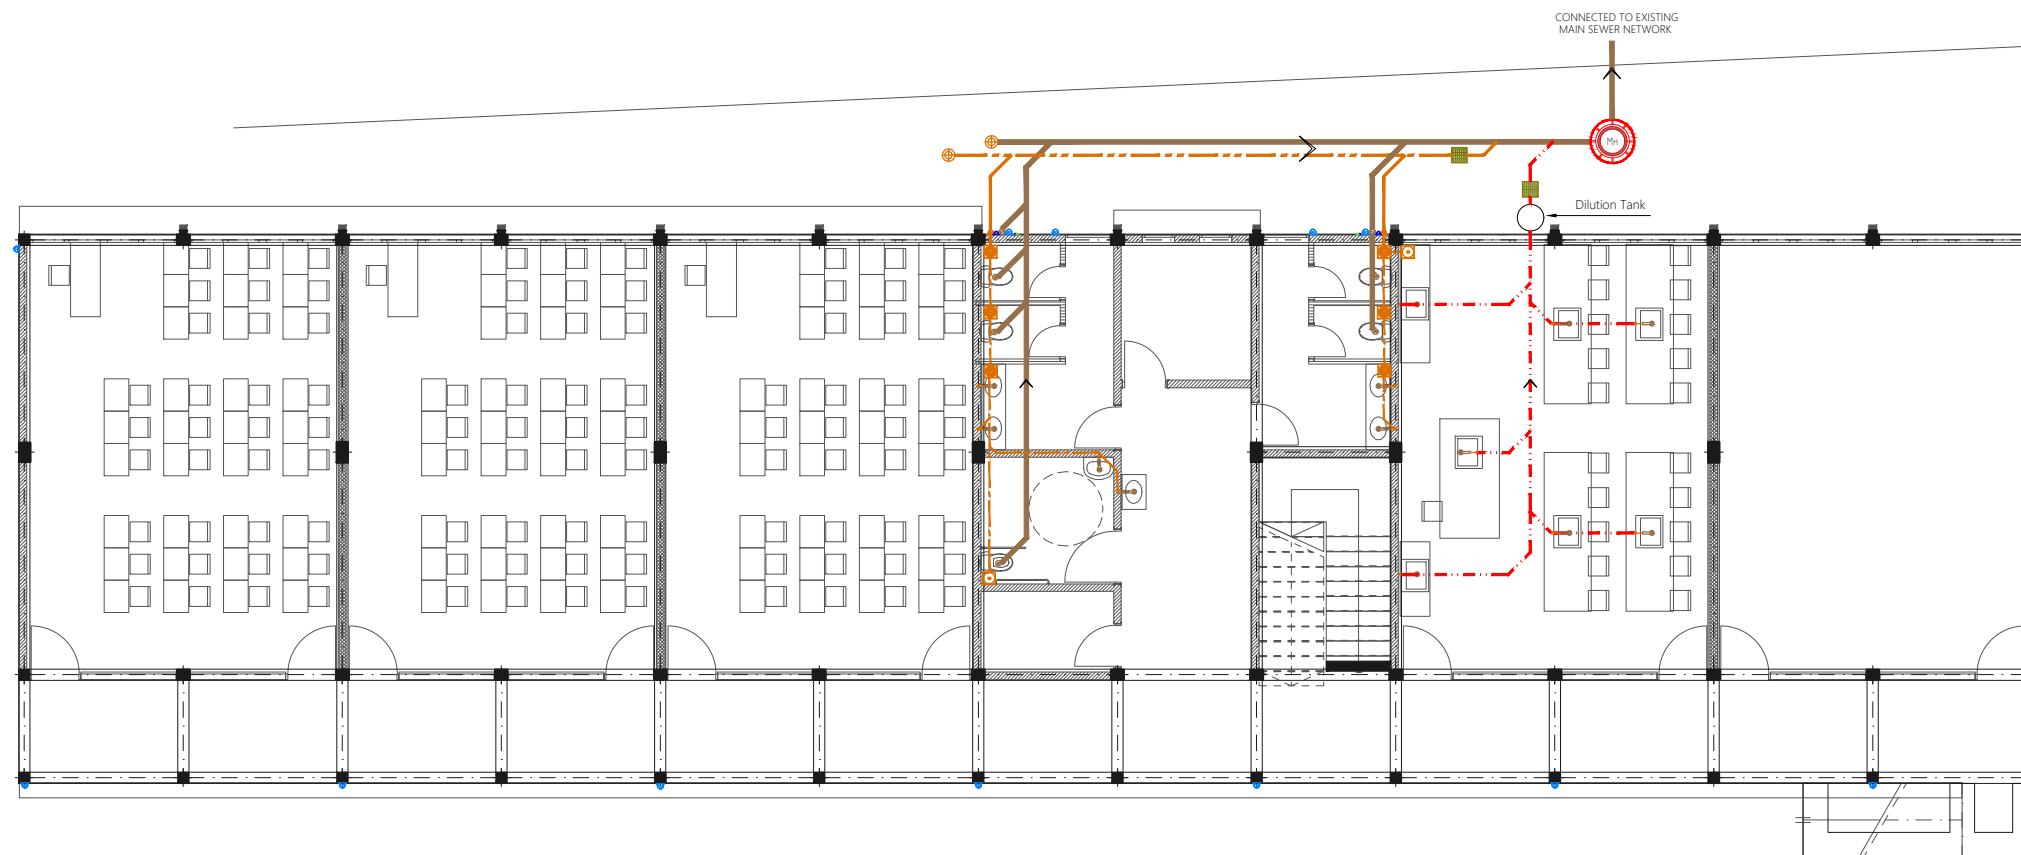 CONNECTED TO EXISTING
MAIN SEWER NETWORK
MH
Dilution Tank